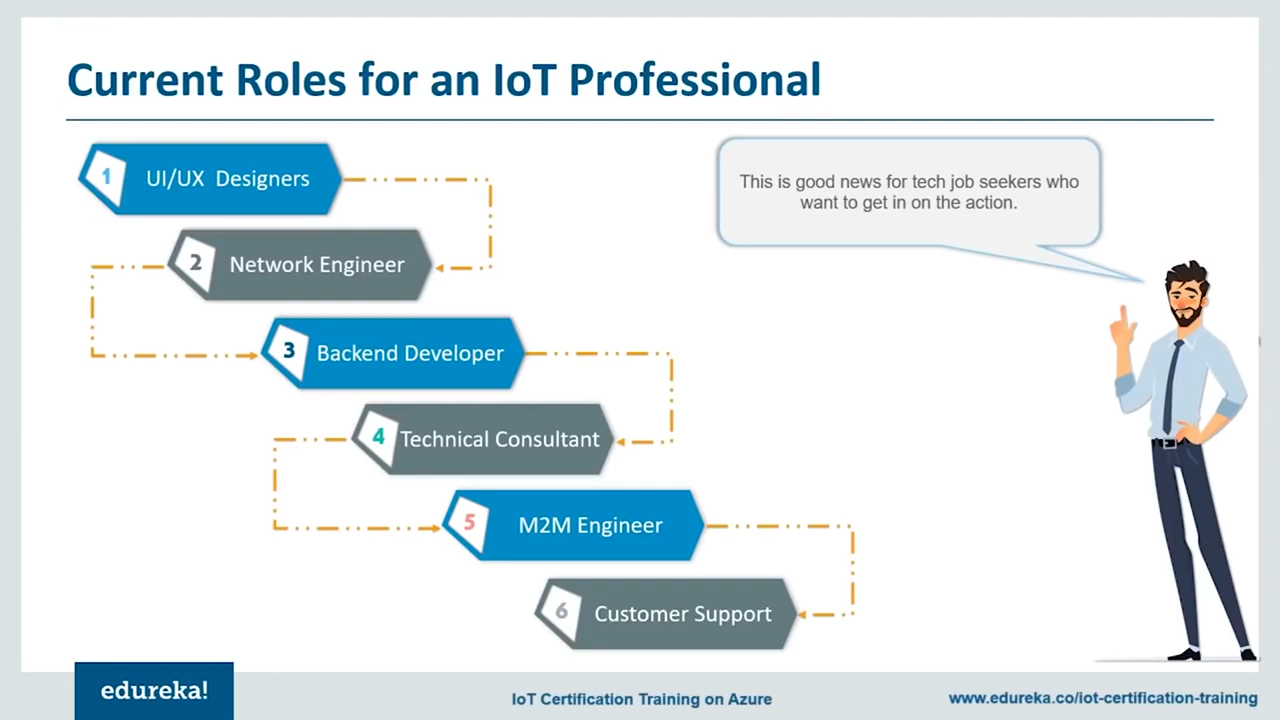 Current Roles for an IoT Professional
1
UI/UX Designers
This is good news for tech job seekers who
want to get in on the action.
2
Network Engineer
3
Backend Developer
4
Technical Consultant
5
M2M Engineer
6
Customer Support
edureka!
IoT Certification Training on Azure
www.edureka.co/iot-certification-training